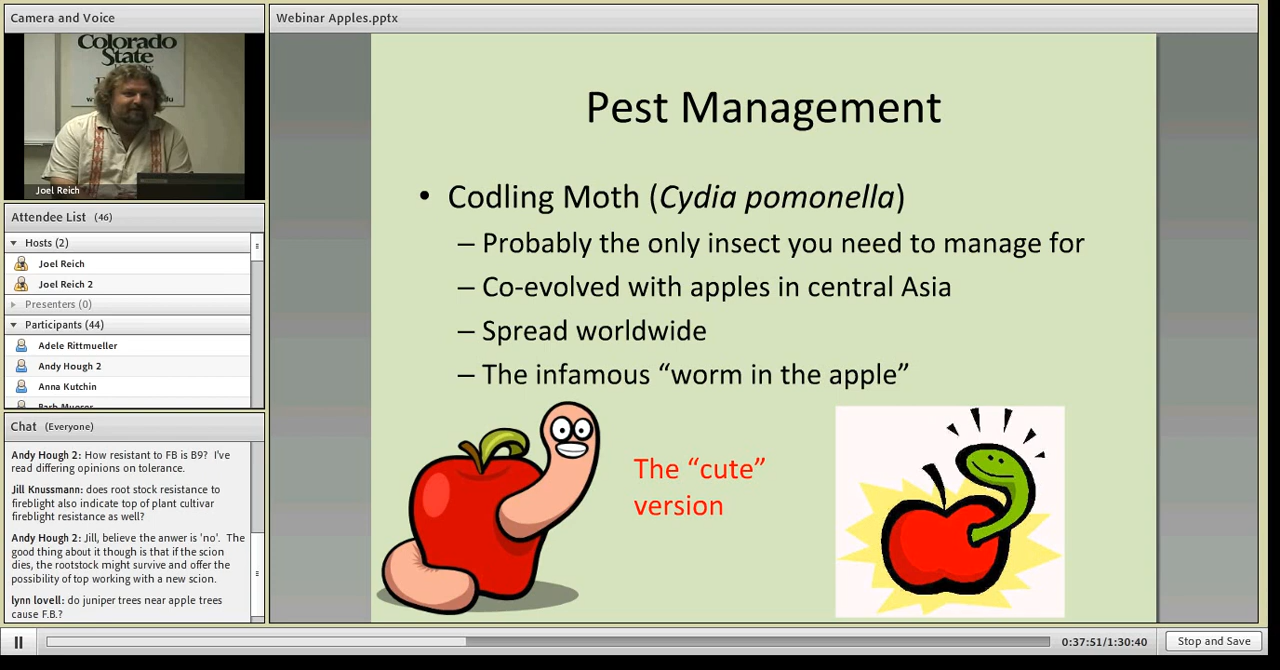 Camera and Voice
Colorado
State
Joel Reich
Attendee List (46)
Hosts (2)
Joel Reich
Joel Reich 2
Presenters (0)
Participants (44)
Adele Rittmueller
Andy Hough 2
Anna Kutchin
Chat (Everyone)
Andy Hough 2: How resistant to FB is B9? I've
read differing opinions on tolerance.
Jill Knussmann: does root stock resistance to
fireblight also indicate top of plant cultivar
fireblight resistance as well?
Andy Hough 2: Jill, believe the anwer is 'no'. The
good thing about it though is that if the scion
dies, the rootstock might survive and offer the
possibility of top working with a new scion.
lynn lovell: do juniper trees near apple trees
cause F.B.?
Webinar Apples.pptx
Pest Management
• Codling Moth (Cydia pomonella)
– Probably the only insect you need to manage for
– Co-evolved with apples in central Asia
– Spread worldwide
– The infamous “worm in the apple”
The “cute”
version
0:37:51/1:30:40
Stop and Save